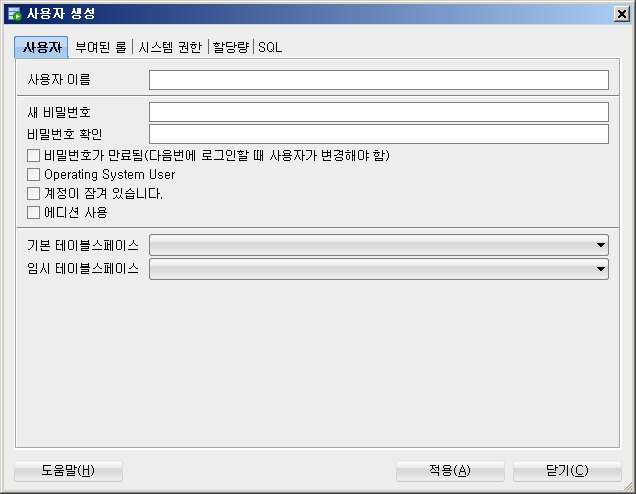 사용자 생성
사용자 부여된 롤 시스템 권한 할당량 SQL
사용자 이름
새 비밀번호
비밀번호 확인
비밀번호가 만료됨(다음번에 로그인할 때 사용자가 변경해야 함)
Operating System User
계정이 잠겨 있습니다.
에디션 사용
기본 테이블스페이스
임시 테이블스페이스
도움말(H) 적용(A) 닫기(C)